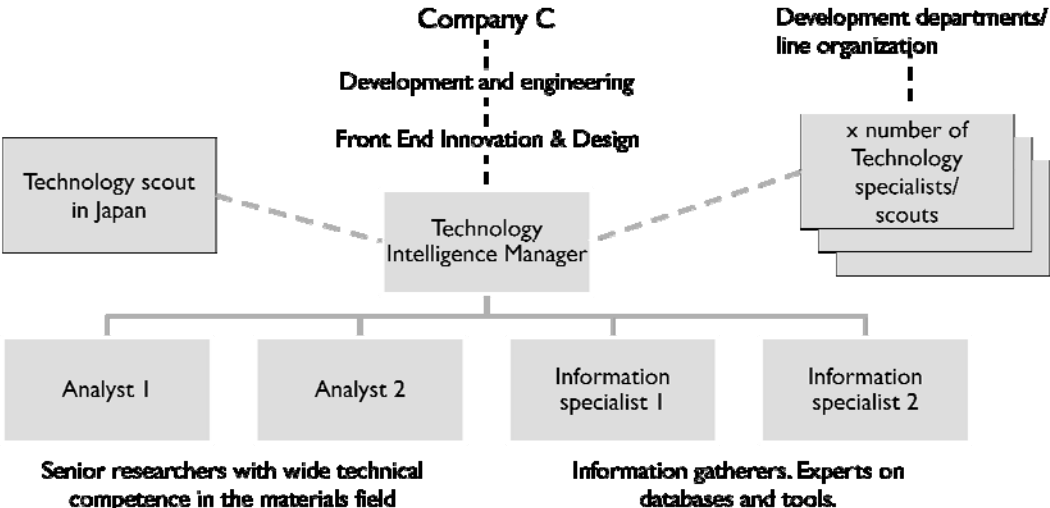 Company C
Development departments/
line organization
Development and engineering
Front End Innovation & Design
Technology scout
in Japan
x number of
Technology
specialists/
scouts
Technology
Intelligence Manager
Analyst 1
Analyst 2
Information
specialist 1
Information
specialist 2
Senior researchers with wide technical
competence in the materials field
Information gatherers. Experts on
databases and tools.